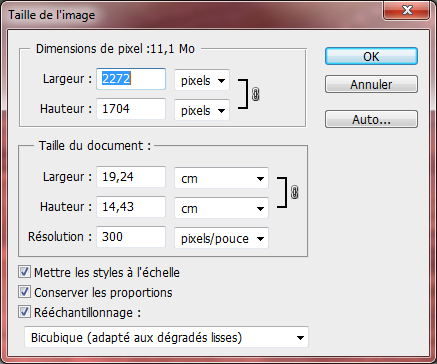 Taille de l'image
Dimensions de pixel :11,1 Mo
Largeur : 2272 pixels
Hauteur : 1704 pixels
Taille du document :
Largeur : 19,24 cm
Hauteur : 14,43 cm
Résolution : 300 pixels/pouce
Mettre les styles à l'échelle
Conserver les proportions
Rééchantillonnage :
Bicubique (adapté aux dégradés lisses)
OK
Annuler
Auto...